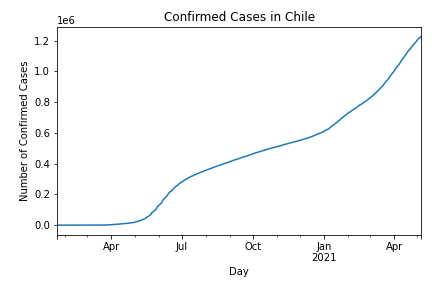 Confirmed Cases in Chile
1e6
1.2
1.0
0.8
0.6
0.4
0.2
0.0
Number of Confirmed Cases
Apr Jul Oct Jan Apr
2021
Day